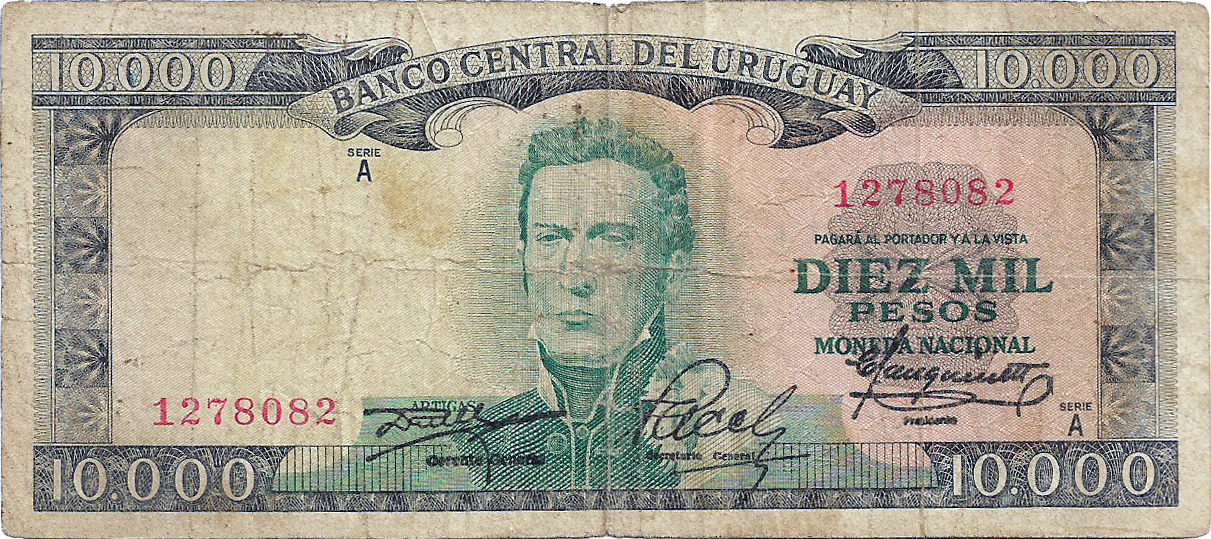 10.000
BANCO CENTRAL DEL URUGUAY
10.000
SERIE
A
1278082
PAGARÁ AL PORTADOR Y A LA VISTA
DIEZ MIL
PESOS
MONEDA NACIONAL
Presidente
1278082
ARTIGAS
Gerente General
Secretario General
SERIE
A
10.000
10.000